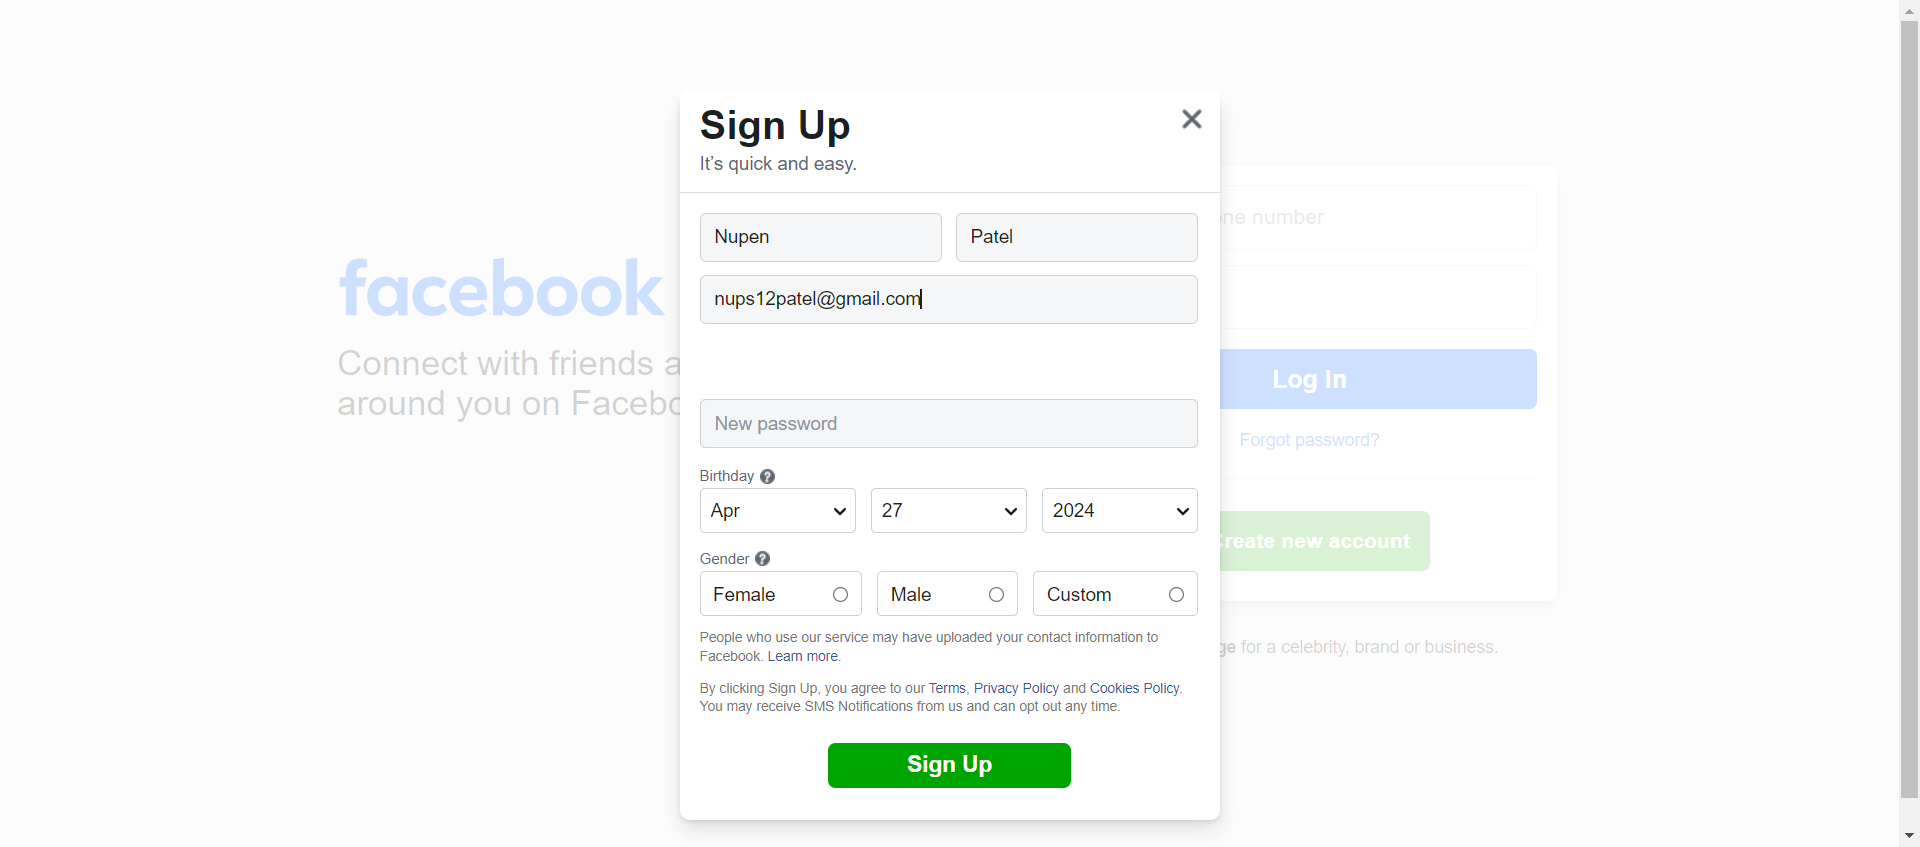 Sign Up
It's quick and easy.
Nupen
Patel
nups12patel@gmail.com
New password
Birthday
Apr
27
2024
Gender
Female
Male
Custom
People who use our service may have uploaded your contact information to
Facebook. Learn more.
By clicking Sign Up, you agree to our Terms, Privacy Policy and Cookies Policy.
You may receive SMS Notifications from us and can opt out any time.
Sign Up
facebook
Connect with friends a
around you on Facebo
ne number
Log In
Forgot password?
Create new account
ge for a celebrity, brand or business.